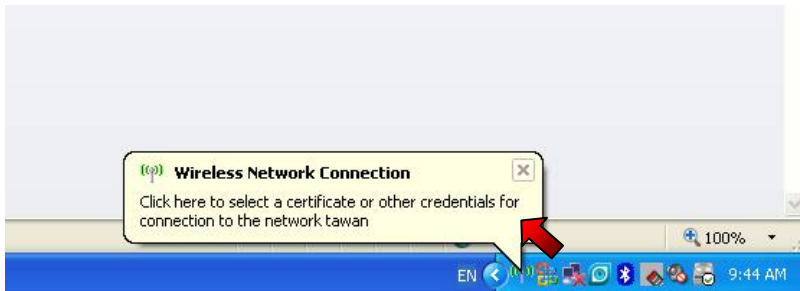 Wireless Network Connection
Click here to select a certificate or other credentials for
connection to the network tawan
100%
EN
9:44 AM